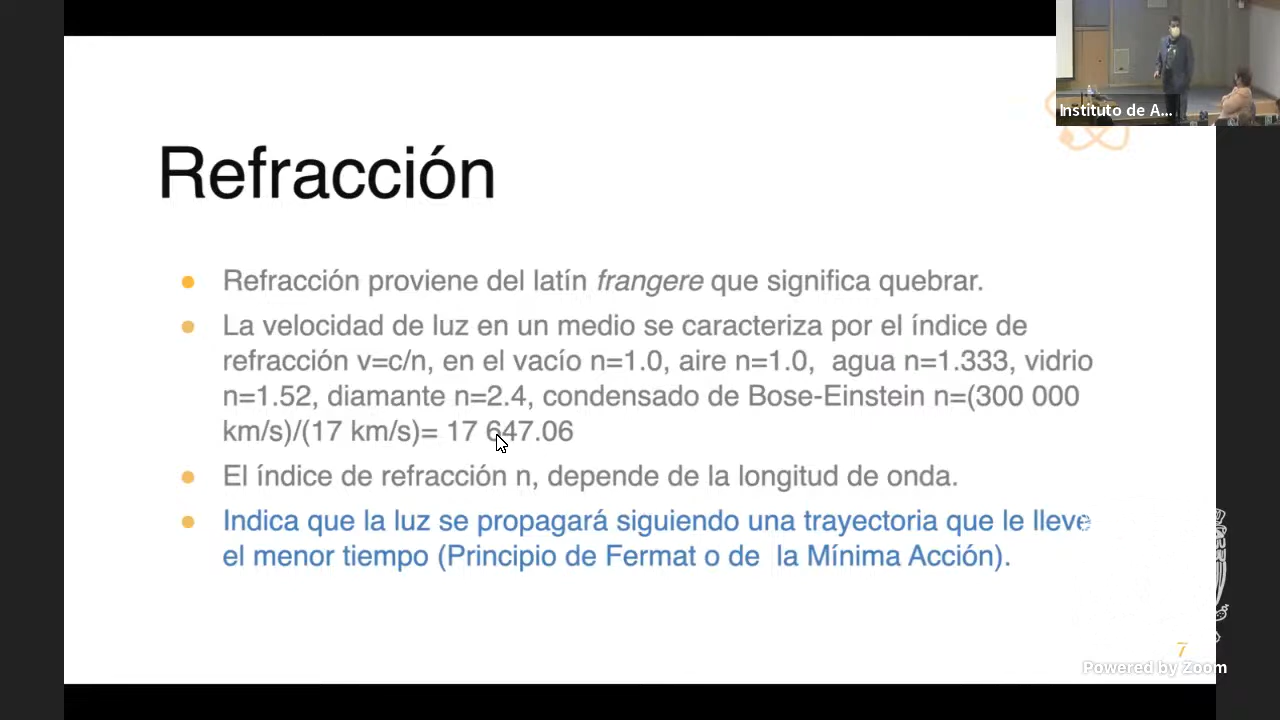 Instituto de A...
Refracción
Refracción proviene del latín frangere que significa quebrar.
La velocidad de luz en un medio se caracteriza por el índice de
refracción v=c/n, en el vacío n=1.0, aire n=1.0, agua n=1.333, vidrio
n=1.52, diamante n=2.4, condensado de Bose-Einstein n=(300 000
km/s)/(17 km/s)= 17 647.06
El índice de refracción n, depende de la longitud de onda.
Indica que la luz se propagará siguiendo una trayectoria que le lleve
el menor tiempo (Principio de Fermat o de la Mínima Acción).
7
Powered by Zoom